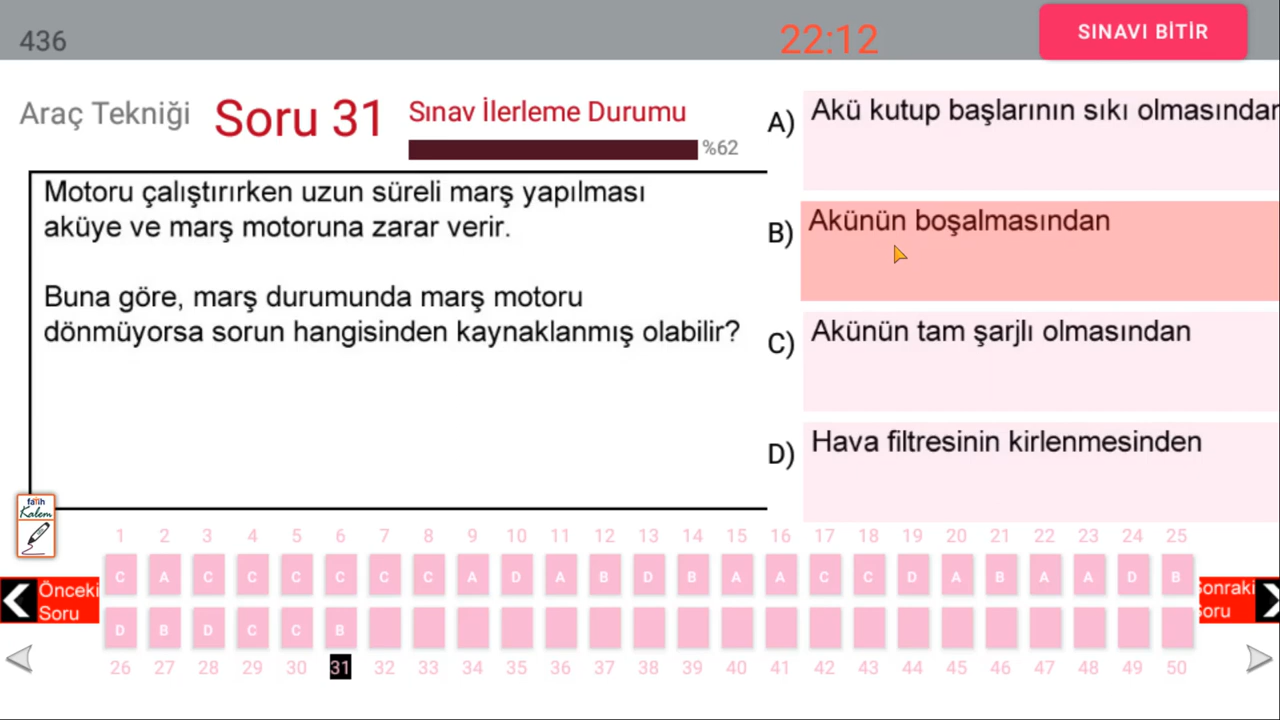 436
22:12
SINAVI BİTİR
Araç Tekniği
Soru 31
Sınav İlerleme Durumu
%62
Motoru çalıştırırken uzun süreli marş yapılması
aküye ve marş motoruna zarar verir.
Buna göre, marş durumunda marş motoru
dönmüyorsa sorun hangisinden kaynaklanmış olabilir?
A) Akü kutup başlarının sıkı olmasından
B) Akünün boşalmasından
C) Akünün tam şarjlı olmasından
D) Hava filtresinin kirlenmesinden
fatih
Kalem
1 2 3 4 5 6 7 8 9 10 11 12 13 14 15 16 17 18 19 20 21 22 23 24 25
C A C C C C C C A D A B D B A A C C D A B A A D B
Önceki
Soru
Sonraki
Soru
D B D C C B
26 27 28 29 30 31 32 33 34 35 36 37 38 39 40 41 42 43 44 45 46 47 48 49 50